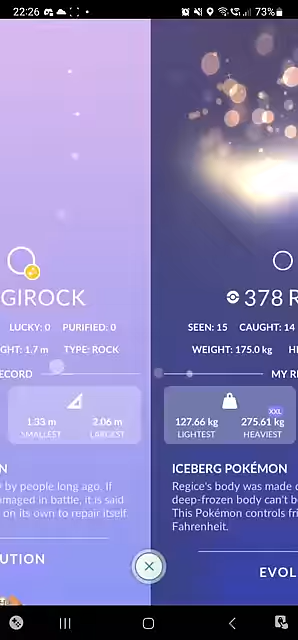 22:26
73%
GIROCK
LUCKY: 0 PURIFIED: 0
GHT: 1.7 m TYPE: ROCK
ECORD
1.33 m
SMALLEST
2.06 m
LARGEST
N
by people long ago. If
maged in battle, it is said
on its own to repair itself.
UTION
378 R
SEEN: 15 CAUGHT: 14
WEIGHT: 175.0 kg HE
MY R
127.66 kg
LIGHTEST
XXL
275.61 kg
HEAVIEST
ICEBERG POKÉMON
Regice's body was made d
deep-frozen body can't b
This Pokémon controls fri
Fahrenheit.
EVOL